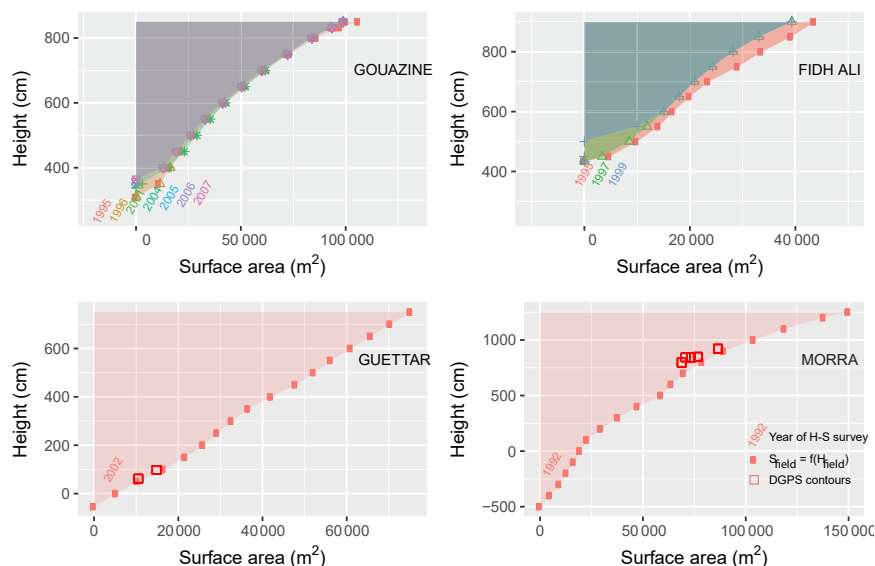 800
600
400
Height (cm)
GOUAZINE
1995
1996
2004
2005
2006
2007
0
50 000
100 000
Surface area (m²)
800
600
400
Height (cm)
FIDH ALI
1995
1997
1999
0
20 000
40 000
Surface area (m²)
600
400
200
0
Height (cm)
GUETTAR
2002
0
20 000
40 000
60 000
Surface area (m²)
1000
500
0
−500
Height (cm)
MORRA
1992
1992 Year of H-S survey
S_field = f(H_field)
DGPS contours
0
50 000
100 000
150 000
Surface area (m²)